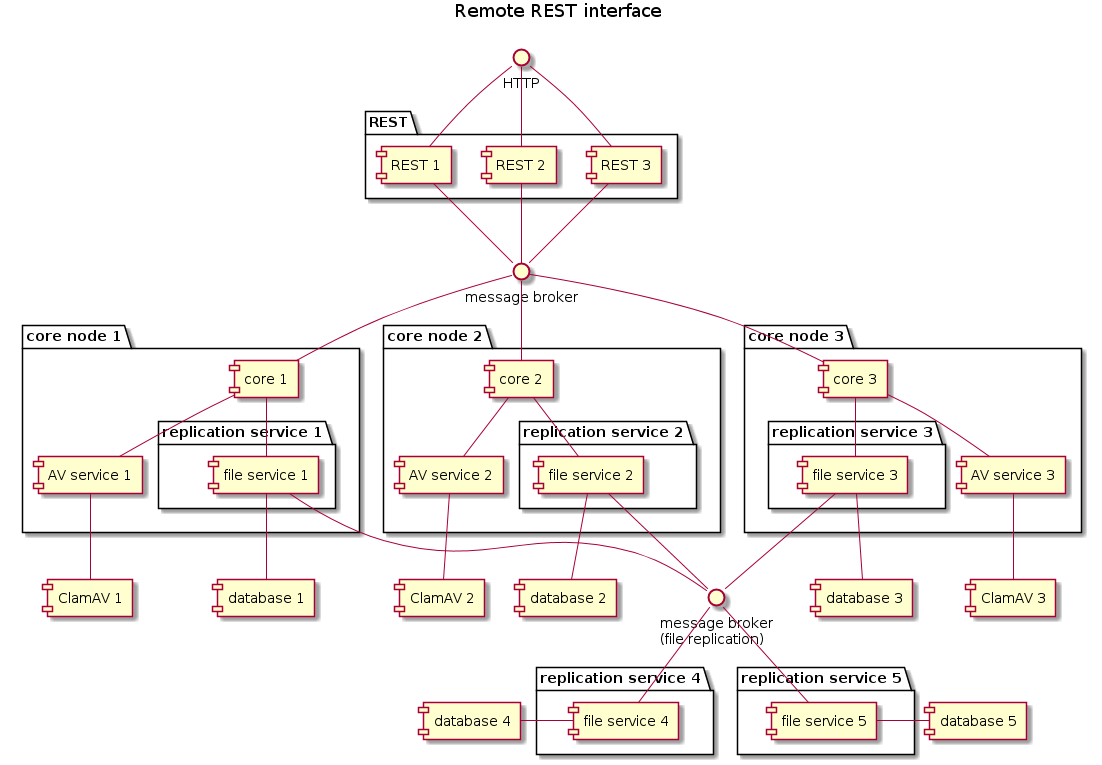 Remote REST interface
HTTP
REST
REST 1
REST 2
REST 3
message broker
core node 1
core node 2
core node 3
core 1
core 2
core 3
replication service 1
replication service 2
replication service 3
AV service 1
file service 1
AV service 2
file service 2
file service 3
AV service 3
ClamAV 1
database 1
ClamAV 2
database 2
database 3
ClamAV 3
message broker
(file replication)
replication service 4
replication service 5
database 4
file service 4
file service 5
database 5